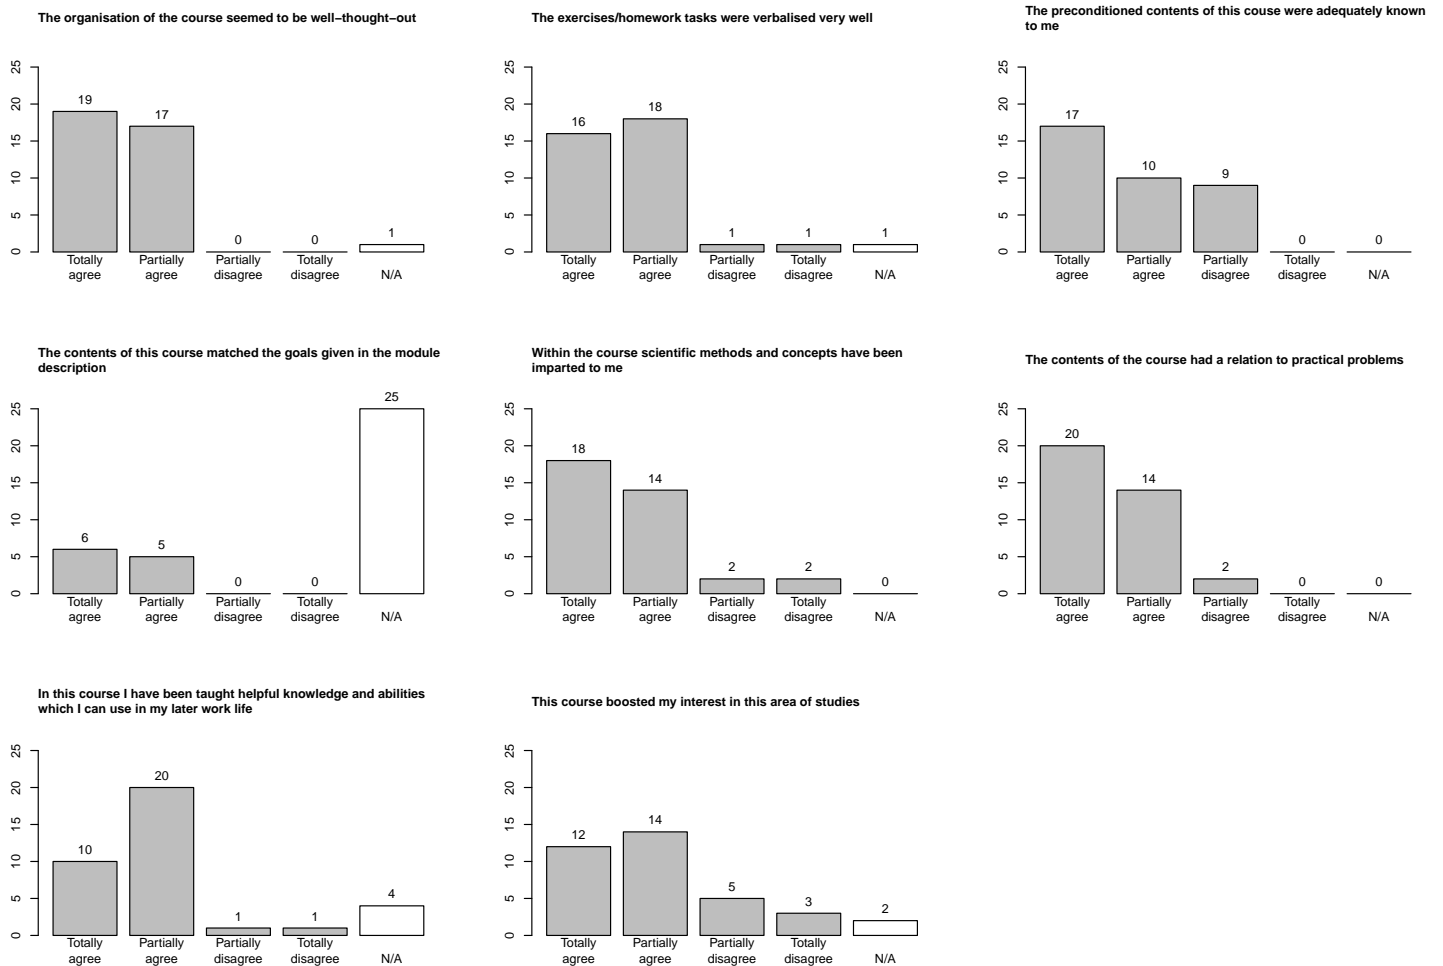 The organisation of the course seemed to be well−thought−out
25
20
15
10
5
0
19
17
0
0
1
Totally
agree
Partially
agree
Partially
disagree
Totally
disagree
N/A
The exercises/homework tasks were verbalised very well
25
20
15
10
5
0
16
18
1
1
1
Totally
agree
Partially
agree
Partially
disagree
Totally
disagree
N/A
The preconditioned contents of this couse were adequately known
to me
25
20
15
10
5
0
17
10
9
0
0
Totally
agree
Partially
agree
Partially
disagree
Totally
disagree
N/A
The contents of this course matched the goals given in the module
description
25
20
15
10
5
0
6
5
0
0
25
Totally
agree
Partially
agree
Partially
disagree
Totally
disagree
N/A
Within the course scientific methods and concepts have been
imparted to me
25
20
15
10
5
0
18
14
2
2
0
Totally
agree
Partially
agree
Partially
disagree
Totally
disagree
N/A
The contents of the course had a relation to practical problems
25
20
15
10
5
0
20
14
2
0
0
Totally
agree
Partially
agree
Partially
disagree
Totally
disagree
N/A
In this course I have been taught helpful knowledge and abilities
which I can use in my later work life
25
20
15
10
5
0
10
20
1
1
4
Totally
agree
Partially
agree
Partially
disagree
Totally
disagree
N/A
This course boosted my interest in this area of studies
25
20
15
10
5
0
12
14
5
3
2
Totally
agree
Partially
agree
Partially
disagree
Totally
disagree
N/A